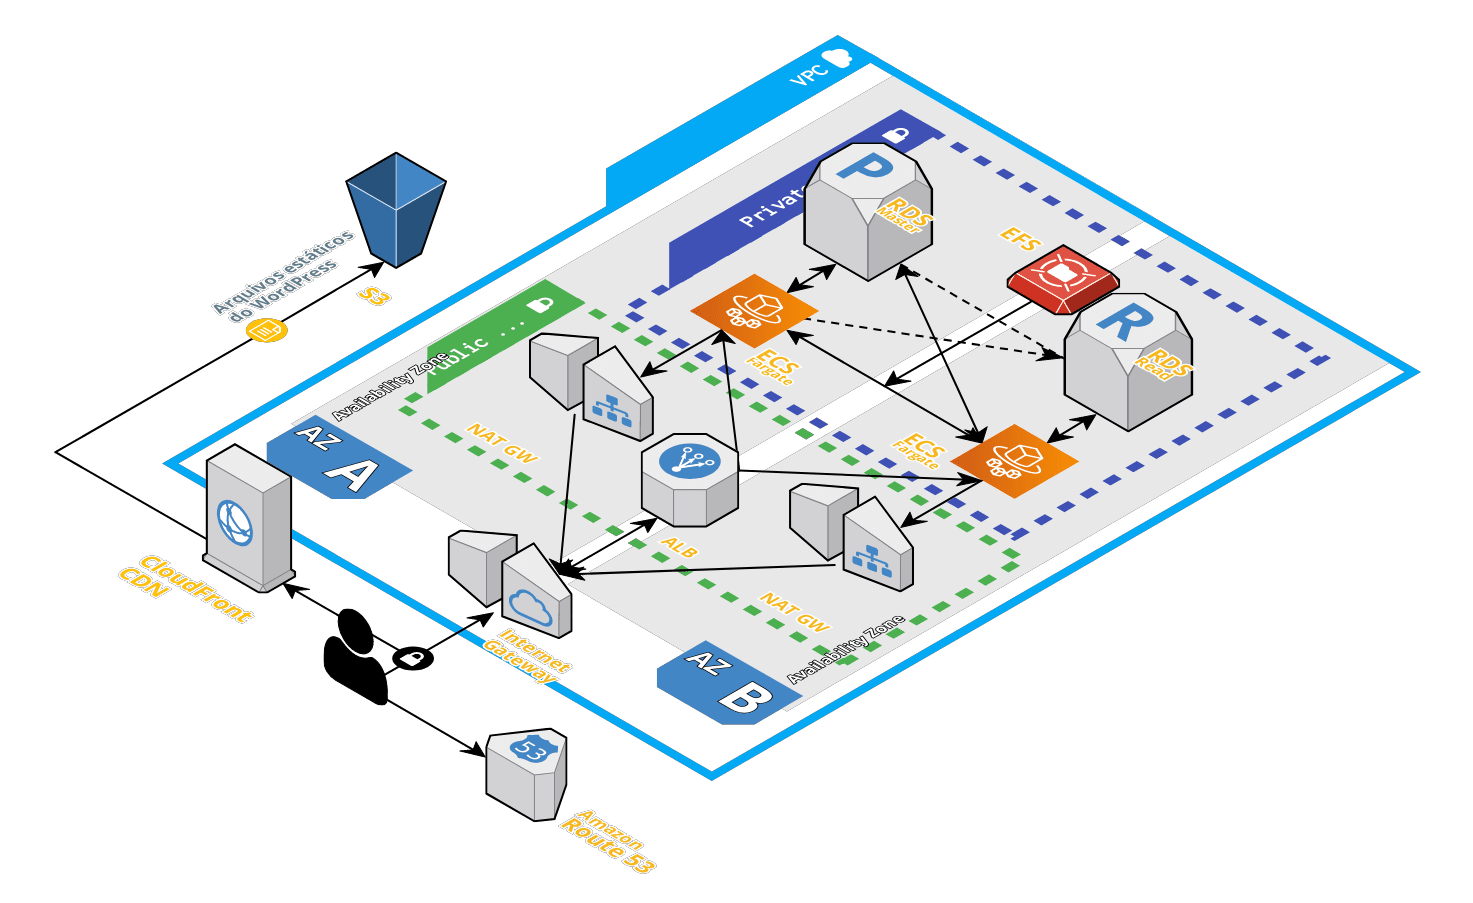 VPC
Private
P
RDS
Master
EFS
R
RDS
Read
Arquivos estáticos
do WordPress
S3
Public ...
ECS
Fargate
Availability Zone
AZ
A
NAT GW
ECS
Fargate
ALB
CloudFront
CDN
NAT GW
Internet
Gateway
Availability Zone
AZ
B
53
Amazon
Route 53